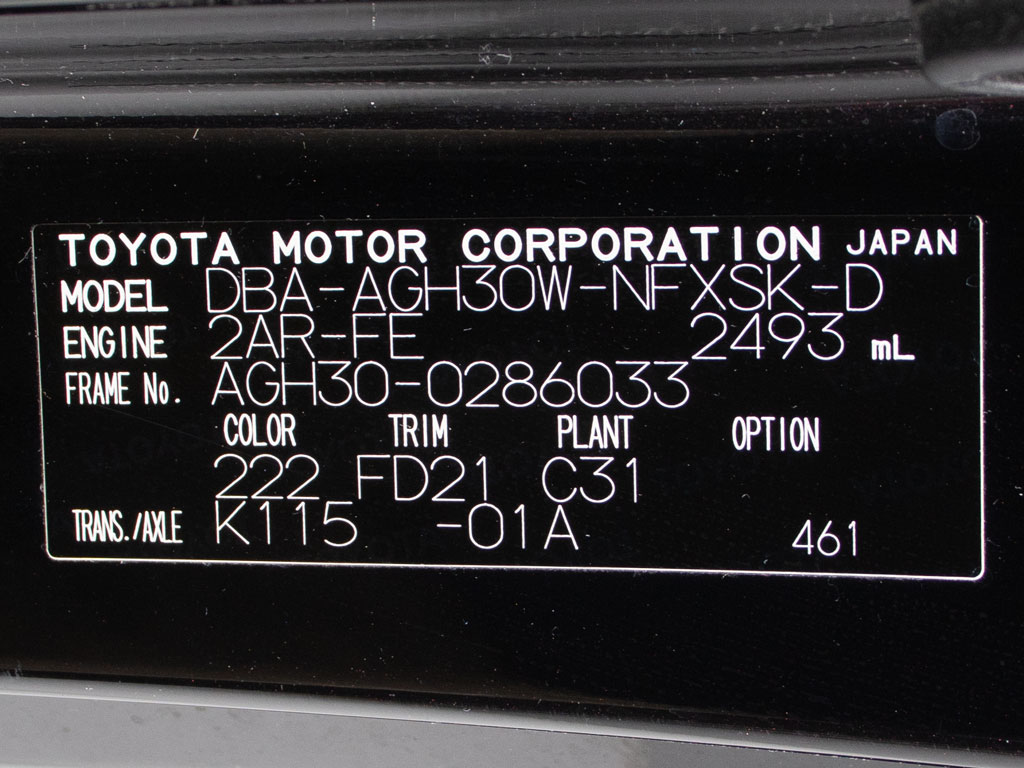 TOYOTA MOTOR CORPORATION JAPAN
MODEL DBA-AGH30W-NFXSK-D
ENGINE 2AR-FE 2493 mL
FRAME No. AGH30-0286033
COLOR TRIM PLANT OPTION
222 FD21 C31
TRANS./AXLE K115 -01A 461